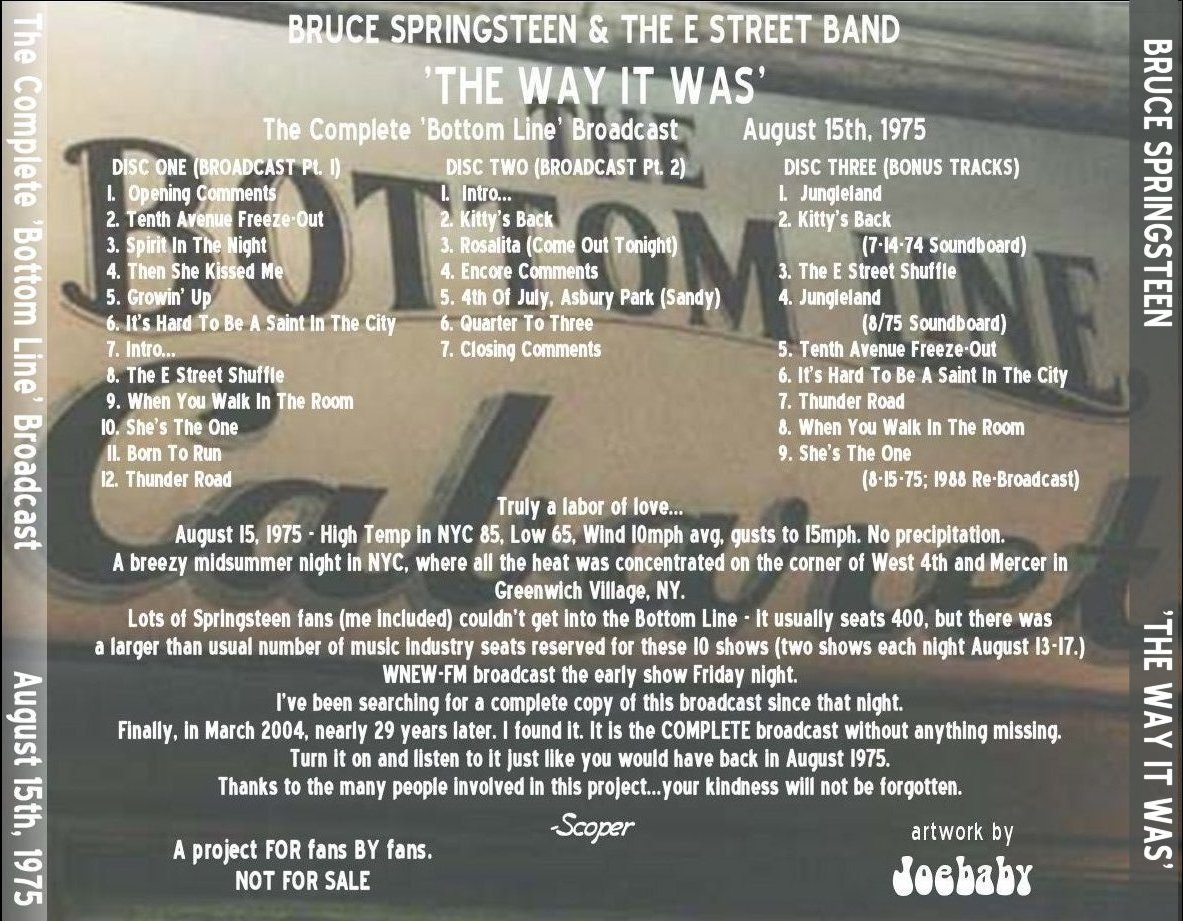 BRUCE SPRINGSTEEN & THE E STREET BAND
'THE WAY IT WAS'
The Complete 'Bottom Line' Broadcast August 15th, 1975
DISC ONE (BROADCAST Pt. 1)
1. Opening Comments
2. Tenth Avenue Freeze-Out
3. Spirit In The Night
4. Then She Kissed Me
5. Growin' Up
6. It's Hard To Be A Saint In The City
7. Intro...
8. The E Street Shuffle
9. When You Walk In The Room
10. She's The One
11. Born To Run
12. Thunder Road
DISC TWO (BROADCAST Pt. 2)
1. Intro...
2. Kitty's Back
3. Rosalita (Come Out Tonight)
4. Encore Comments
5. 4th Of July, Asbury Park (Sandy)
6. Quarter To Three
7. Closing Comments
DISC THREE (BONUS TRACKS)
1. Jungleland
2. Kitty's Back
(7-14-74 Soundboard)
3. The E Street Shuffle
4. Jungleland
(8/75 Soundboard)
5. Tenth Avenue Freeze-Out
6. It's Hard To Be A Saint In The City
7. Thunder Road
8. When You Walk In The Room
9. She's The One
(8-15-75; 1988 Re-Broadcast)
Truly a labor of love...
August 15, 1975 - High Temp in NYC 85, Low 65, Wind 10mph avg, gusts to 15mph. No precipitation.
A breezy midsummer night in NYC, where all the heat was concentrated on the corner of West 4th and Mercer in
Greenwich Village, NY.
Lots of Springsteen fans (me included) couldn't get into the Bottom Line - it usually seats 400, but there was
a larger than usual number of music industry seats reserved for these 10 shows (two shows each night August 13-17.)
WNEW-FM broadcast the early show Friday night.
I've been searching for a complete copy of this broadcast since that night.
Finally, in March 2004, nearly 29 years later. I found it. It is the COMPLETE broadcast without anything missing.
Turn it on and listen to it just like you would have back in August 1975.
Thanks to the many people involved in this project...your kindness will not be forgotten.
-Scoper
A project FOR fans BY fans.
NOT FOR SALE
artwork by
Joebaby
The Complete 'Bottom Line' Broadcast August 15th, 1975
BRUCE SPRINGSTEEN 'THE WAY IT WAS'
THE
BOTTOM LINE
Cabaret